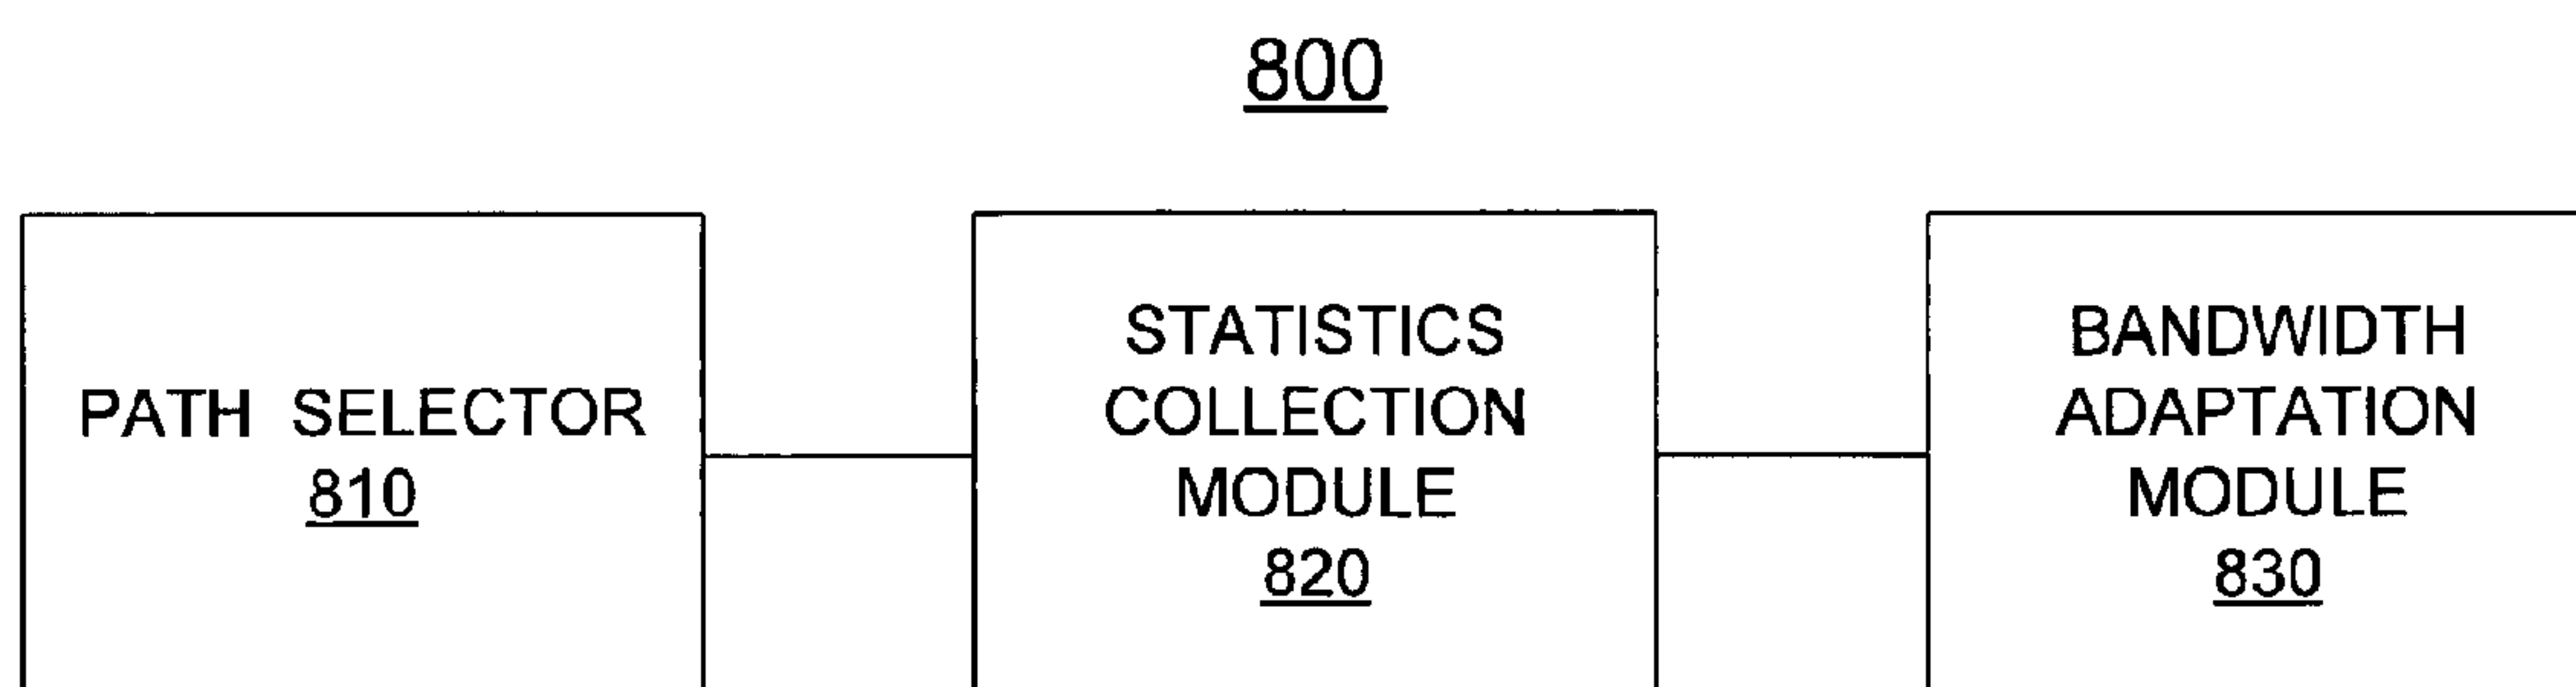 800
PATH SELECTOR
810
STATISTICS
COLLECTION
MODULE
820
BANDWIDTH
ADAPTATION
MODULE
830